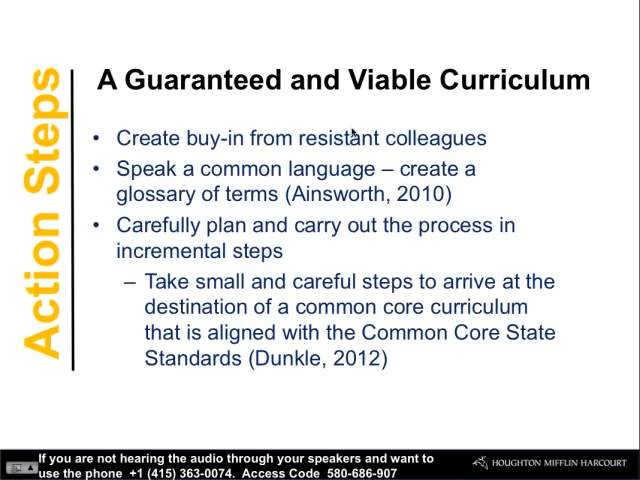 Action Steps
A Guaranteed and Viable Curriculum
• Create buy-in from resistant colleagues
• Speak a common language – create a
glossary of terms (Ainsworth, 2010)
• Carefully plan and carry out the process in
incremental steps
– Take small and careful steps to arrive at the
destination of a common core curriculum
that is aligned with the Common Core State
Standards (Dunkle, 2012)
If you are not hearing the audio through your speakers and want to
use the phone +1 (415) 363-0074. Access Code 580-686-907
HOUGHTON MIFFLIN HARCOURT